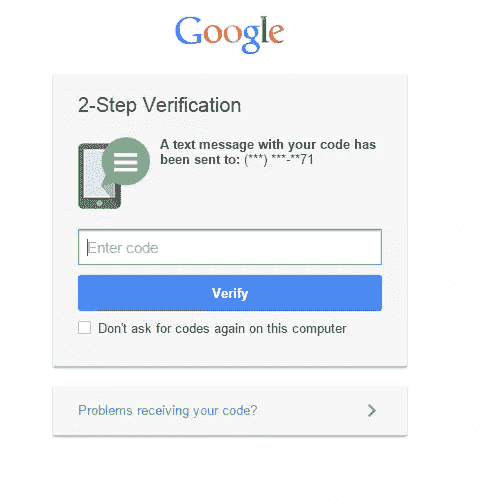 Google
2-Step Verification
A text message with your code has
been sent to: (***) ***-**71
Enter code
Verify
Don't ask for codes again on this computer
Problems receiving your code?